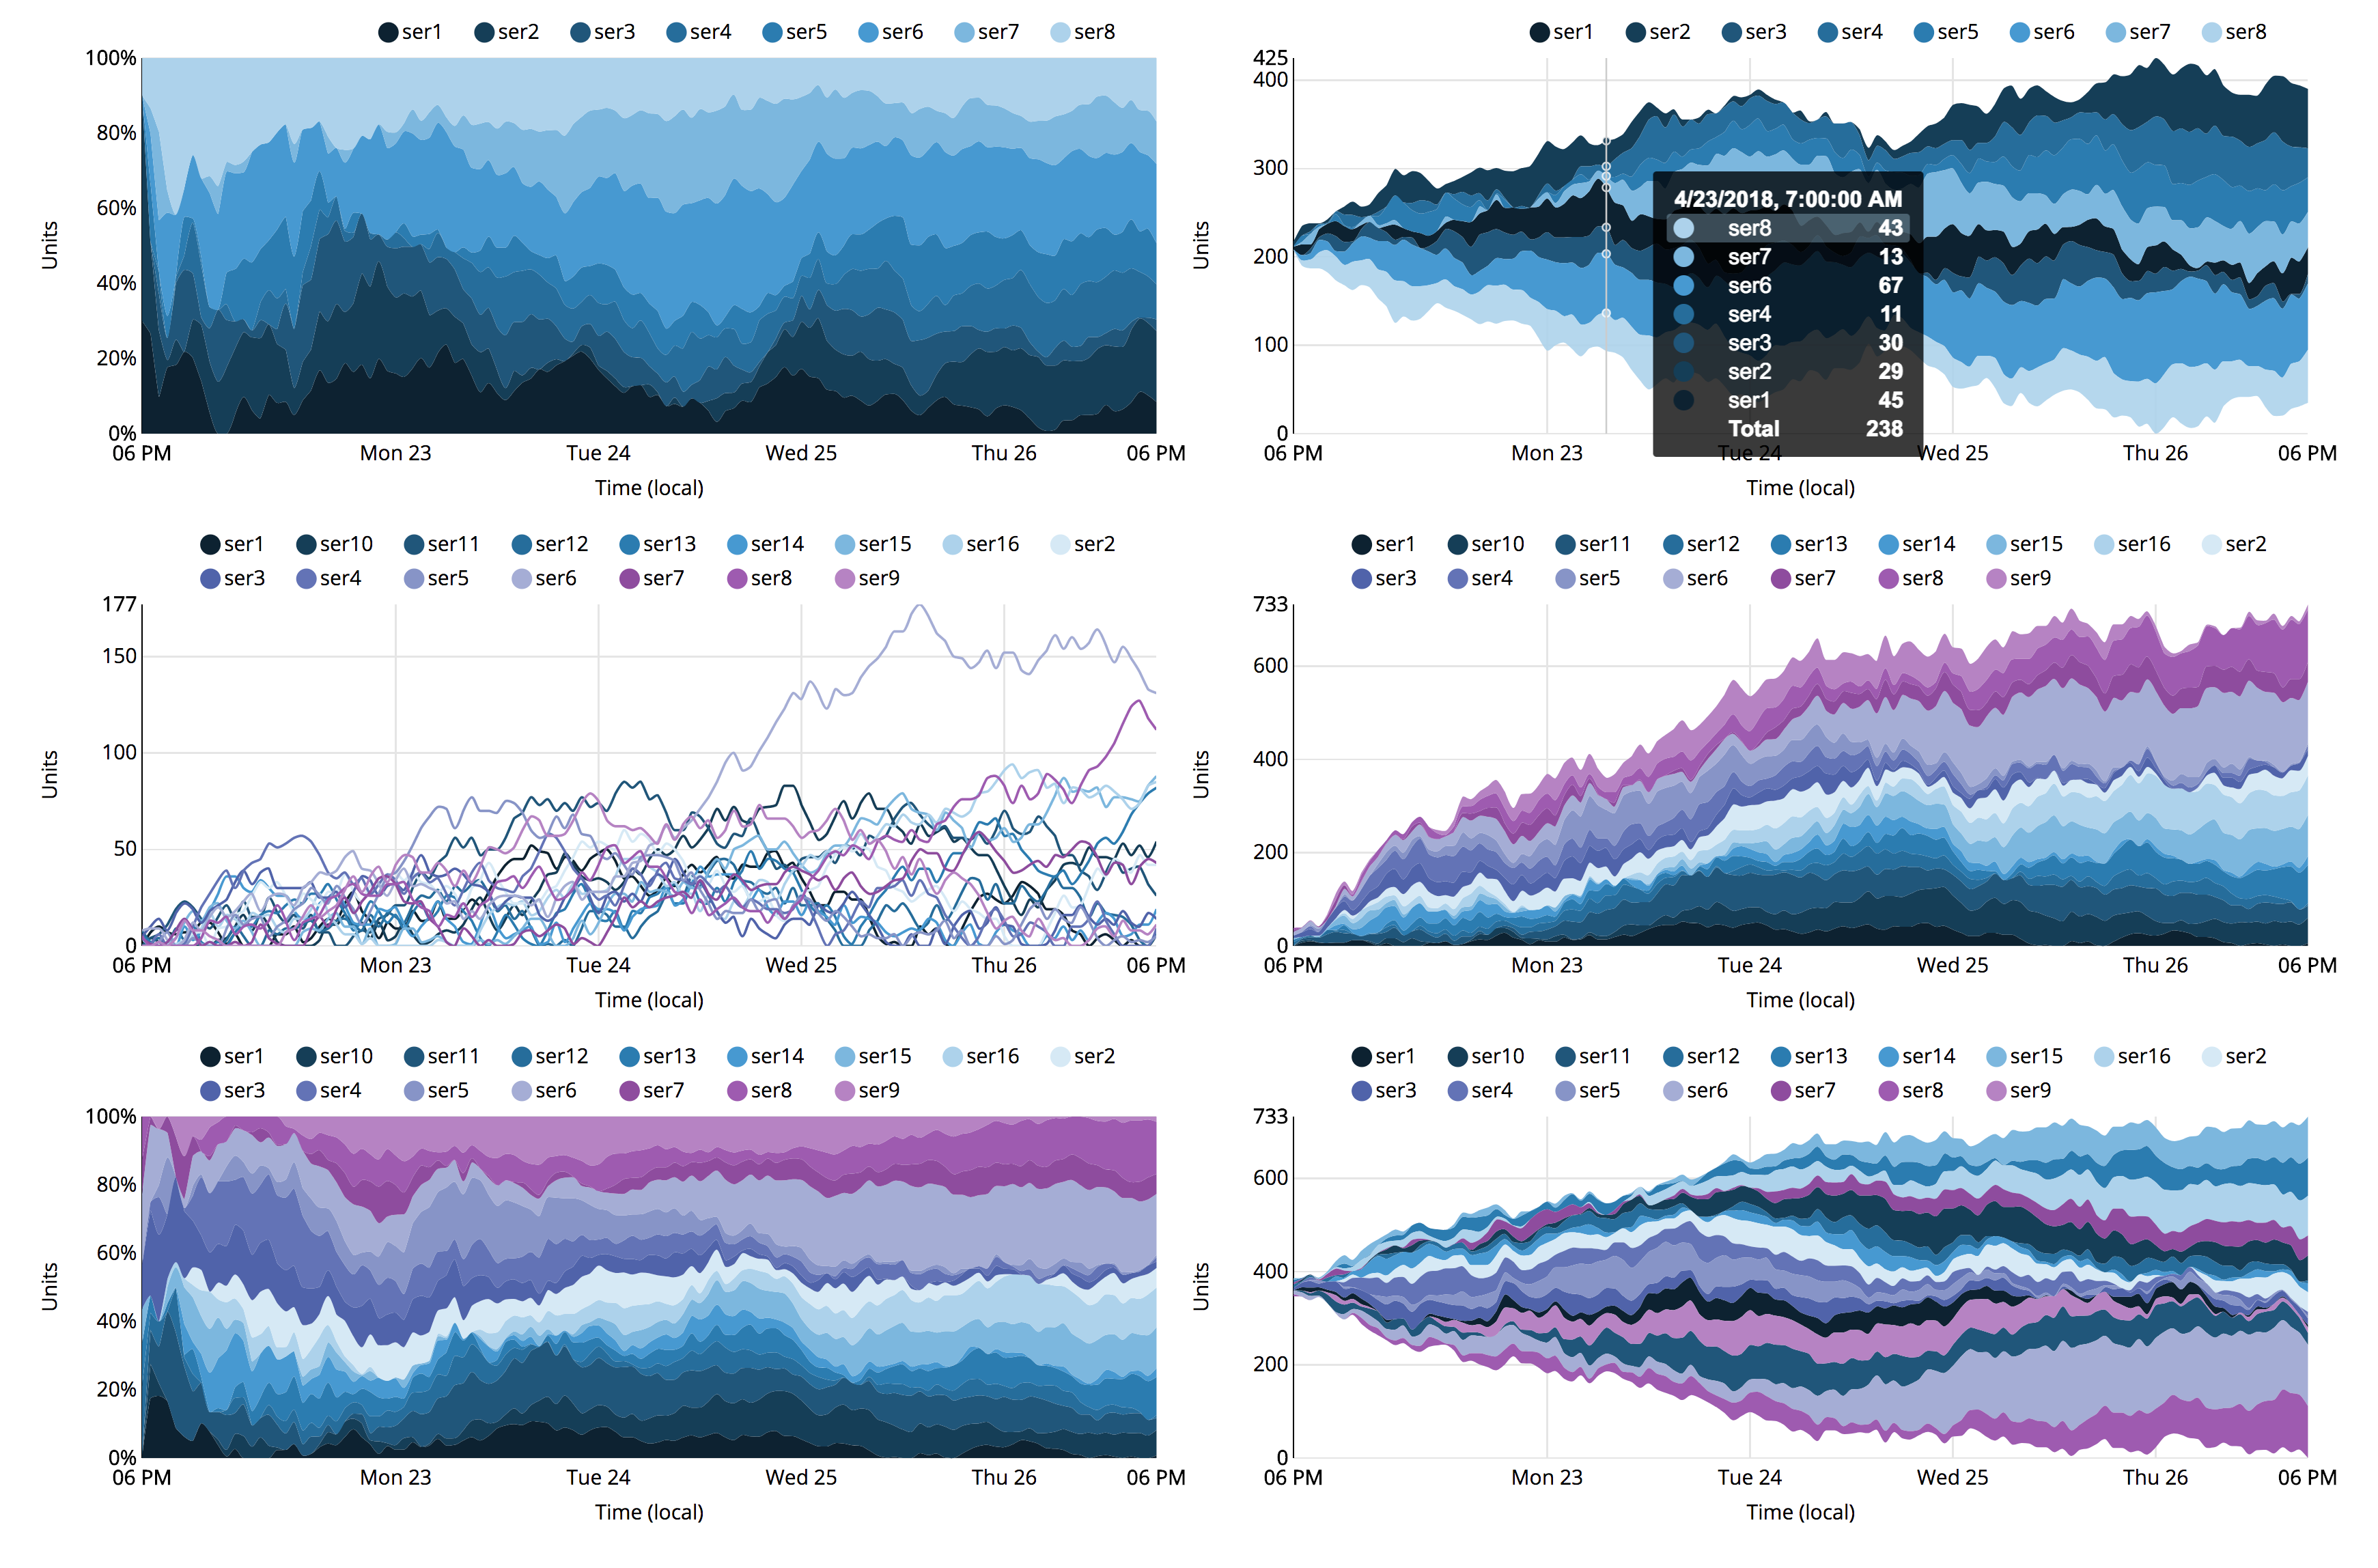 ser1 ser2 ser3 ser4 ser5 ser6 ser7 ser8
100%
80%
60%
40%
20%
0%
Units
06 PM Mon 23 Tue 24 Wed 25 Thu 26 06 PM
Time (local)
ser1 ser2 ser3 ser4 ser5 ser6 ser7 ser8
425
400
300
200
100
0
Units
4/23/2018, 7:00:00 AM
ser8 43
ser7 13
ser6 67
ser4 11
ser3 30
ser2 29
ser1 45
Total 238
06 PM Mon 23 Tue 24 Wed 25 Thu 26 06 PM
Time (local)
ser1 ser10 ser11 ser12 ser13 ser14 ser15 ser16 ser2
ser3 ser4 ser5 ser6 ser7 ser8 ser9
177
150
100
50
0
Units
06 PM Mon 23 Tue 24 Wed 25 Thu 26 06 PM
Time (local)
ser1 ser10 ser11 ser12 ser13 ser14 ser15 ser16 ser2
ser3 ser4 ser5 ser6 ser7 ser8 ser9
733
600
400
200
0
Units
06 PM Mon 23 Tue 24 Wed 25 Thu 26 06 PM
Time (local)
ser1 ser10 ser11 ser12 ser13 ser14 ser15 ser16 ser2
ser3 ser4 ser5 ser6 ser7 ser8 ser9
100%
80%
60%
40%
20%
0%
Units
06 PM Mon 23 Tue 24 Wed 25 Thu 26 06 PM
Time (local)
ser1 ser10 ser11 ser12 ser13 ser14 ser15 ser16 ser2
ser3 ser4 ser5 ser6 ser7 ser8 ser9
733
600
400
200
0
Units
06 PM Mon 23 Tue 24 Wed 25 Thu 26 06 PM
Time (local)